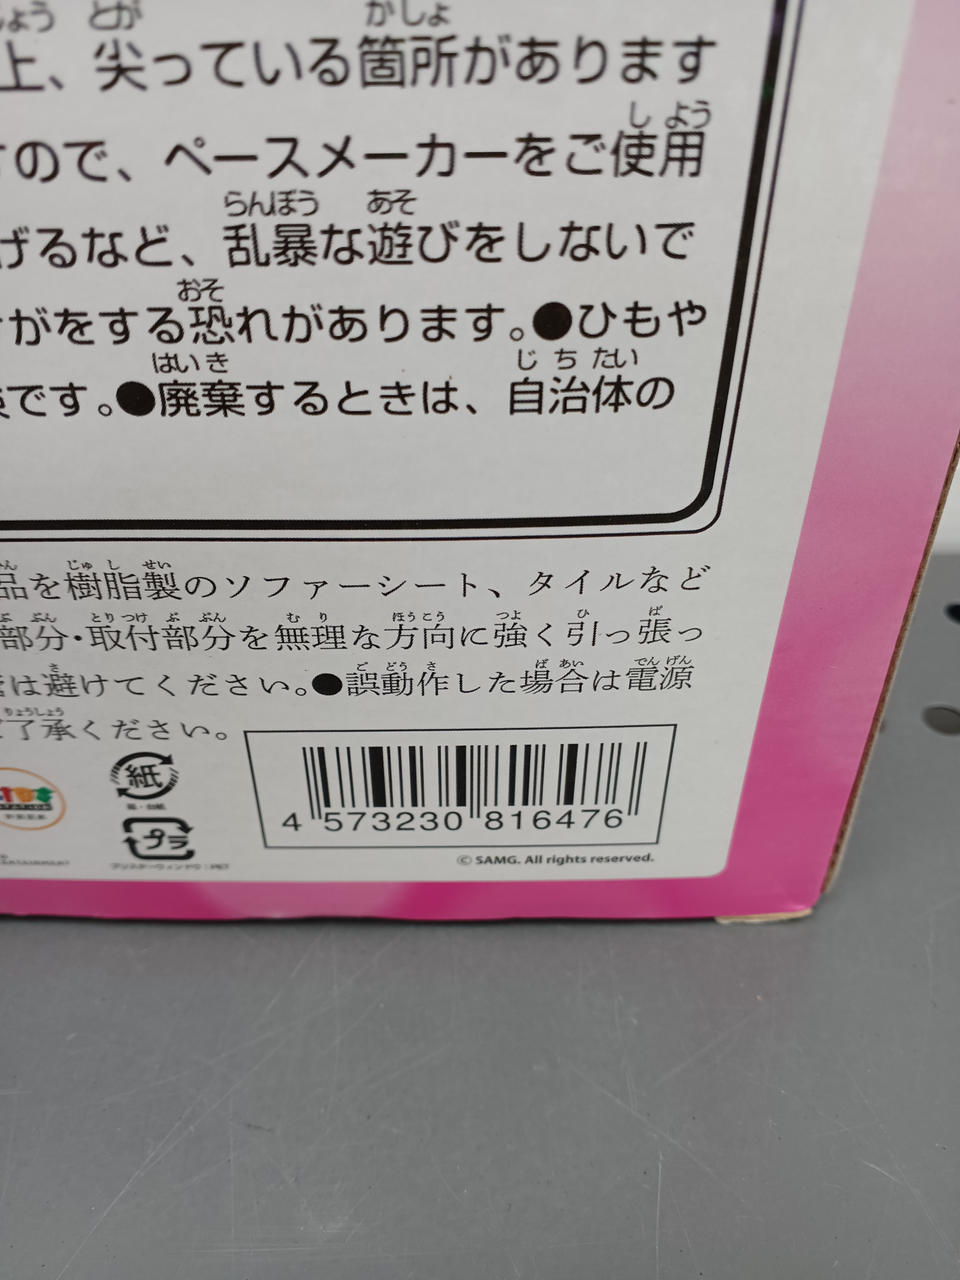 上、尖っている箇所があります
ので、ペースメーカーをご使用
げるなど、乱暴な遊びをしないで
がをする恐れがあります。●ひもや
です。●廃棄するときは、自治体の
品を樹脂製のソファーシート、タイルなど
部分・取付部分を無理な方向に強く引っ張っ
は避けてください。●誤動作した場合は電源
了承ください。
紙
プラ
4 573230 816476
© SAMG. All rights reserved.